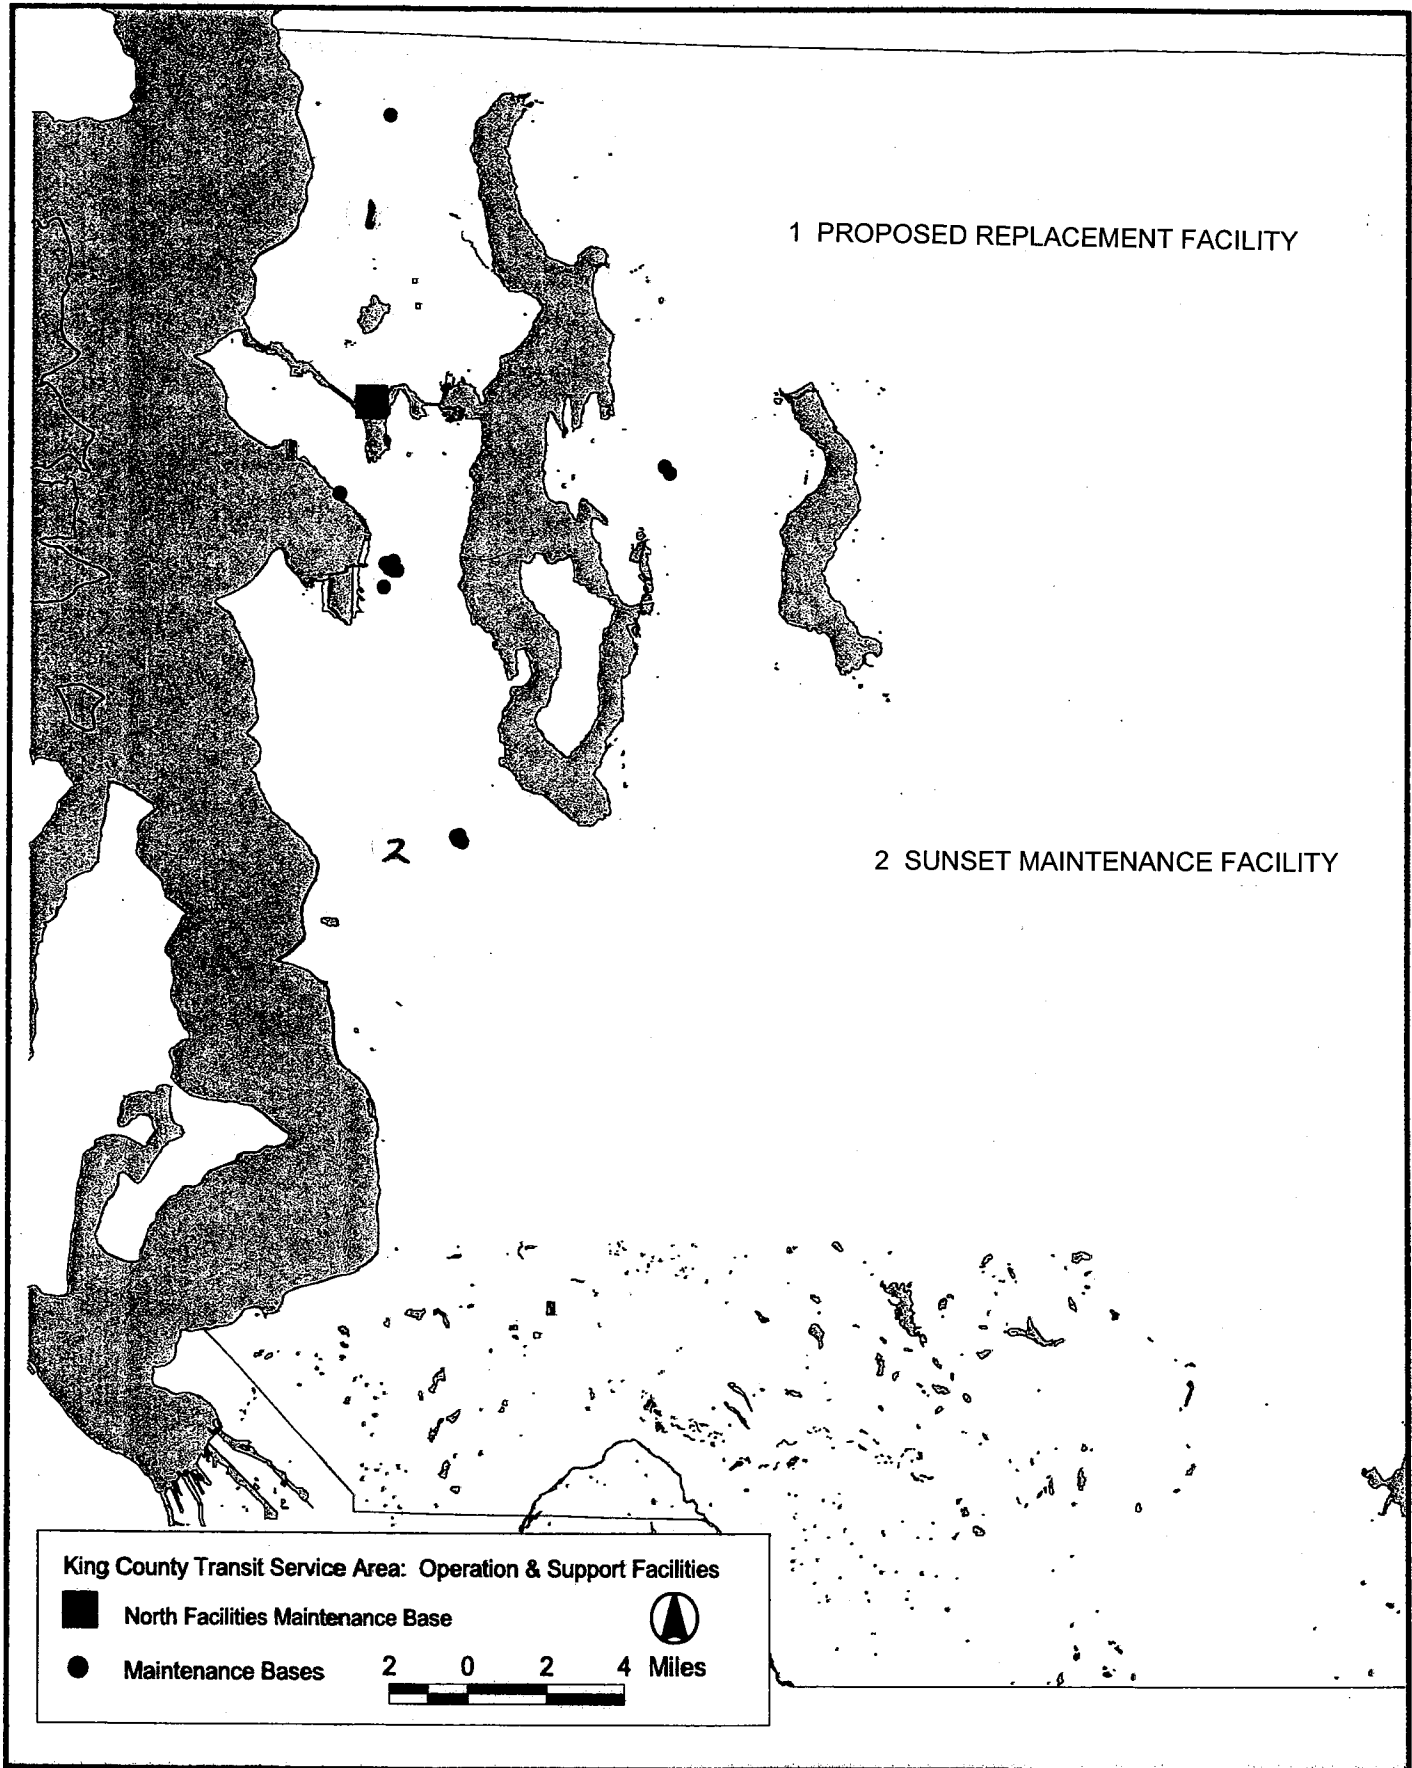 1
1 PROPOSED REPLACEMENT FACILITY
2
2 SUNSET MAINTENANCE FACILITY
King County Transit Service Area: Operation & Support Facilities
North Facilities Maintenance Base
Maintenance Bases
2 0 2 4 Miles